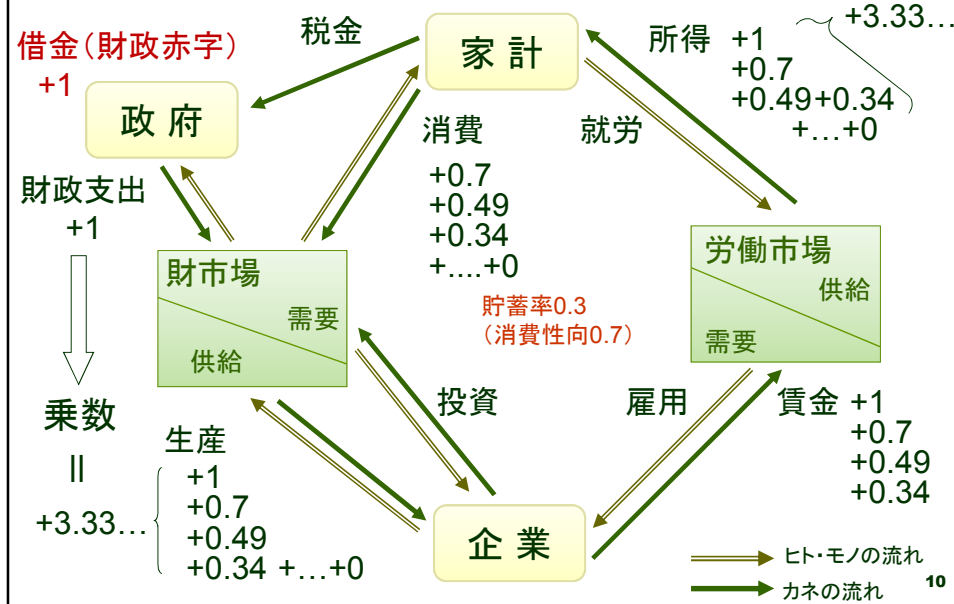 借金(財政赤字)
+1
税金
家計
所得 +1
+0.7
+0.49+0.34
+…+0
+3.33…
政府
消費
+0.7
+0.49
+0.34
+....+0
就労
財政支出
+1
財市場
需要
供給
貯蓄率0.3
(消費性向0.7)
労働市場
供給
需要
乗数
||
+3.33…
生産
+1
+0.7
+0.49
+0.34 +…+0
投資
雇用
賃金 +1
+0.7
+0.49
+0.34
企業
ヒト・モノの流れ
カネの流れ
10